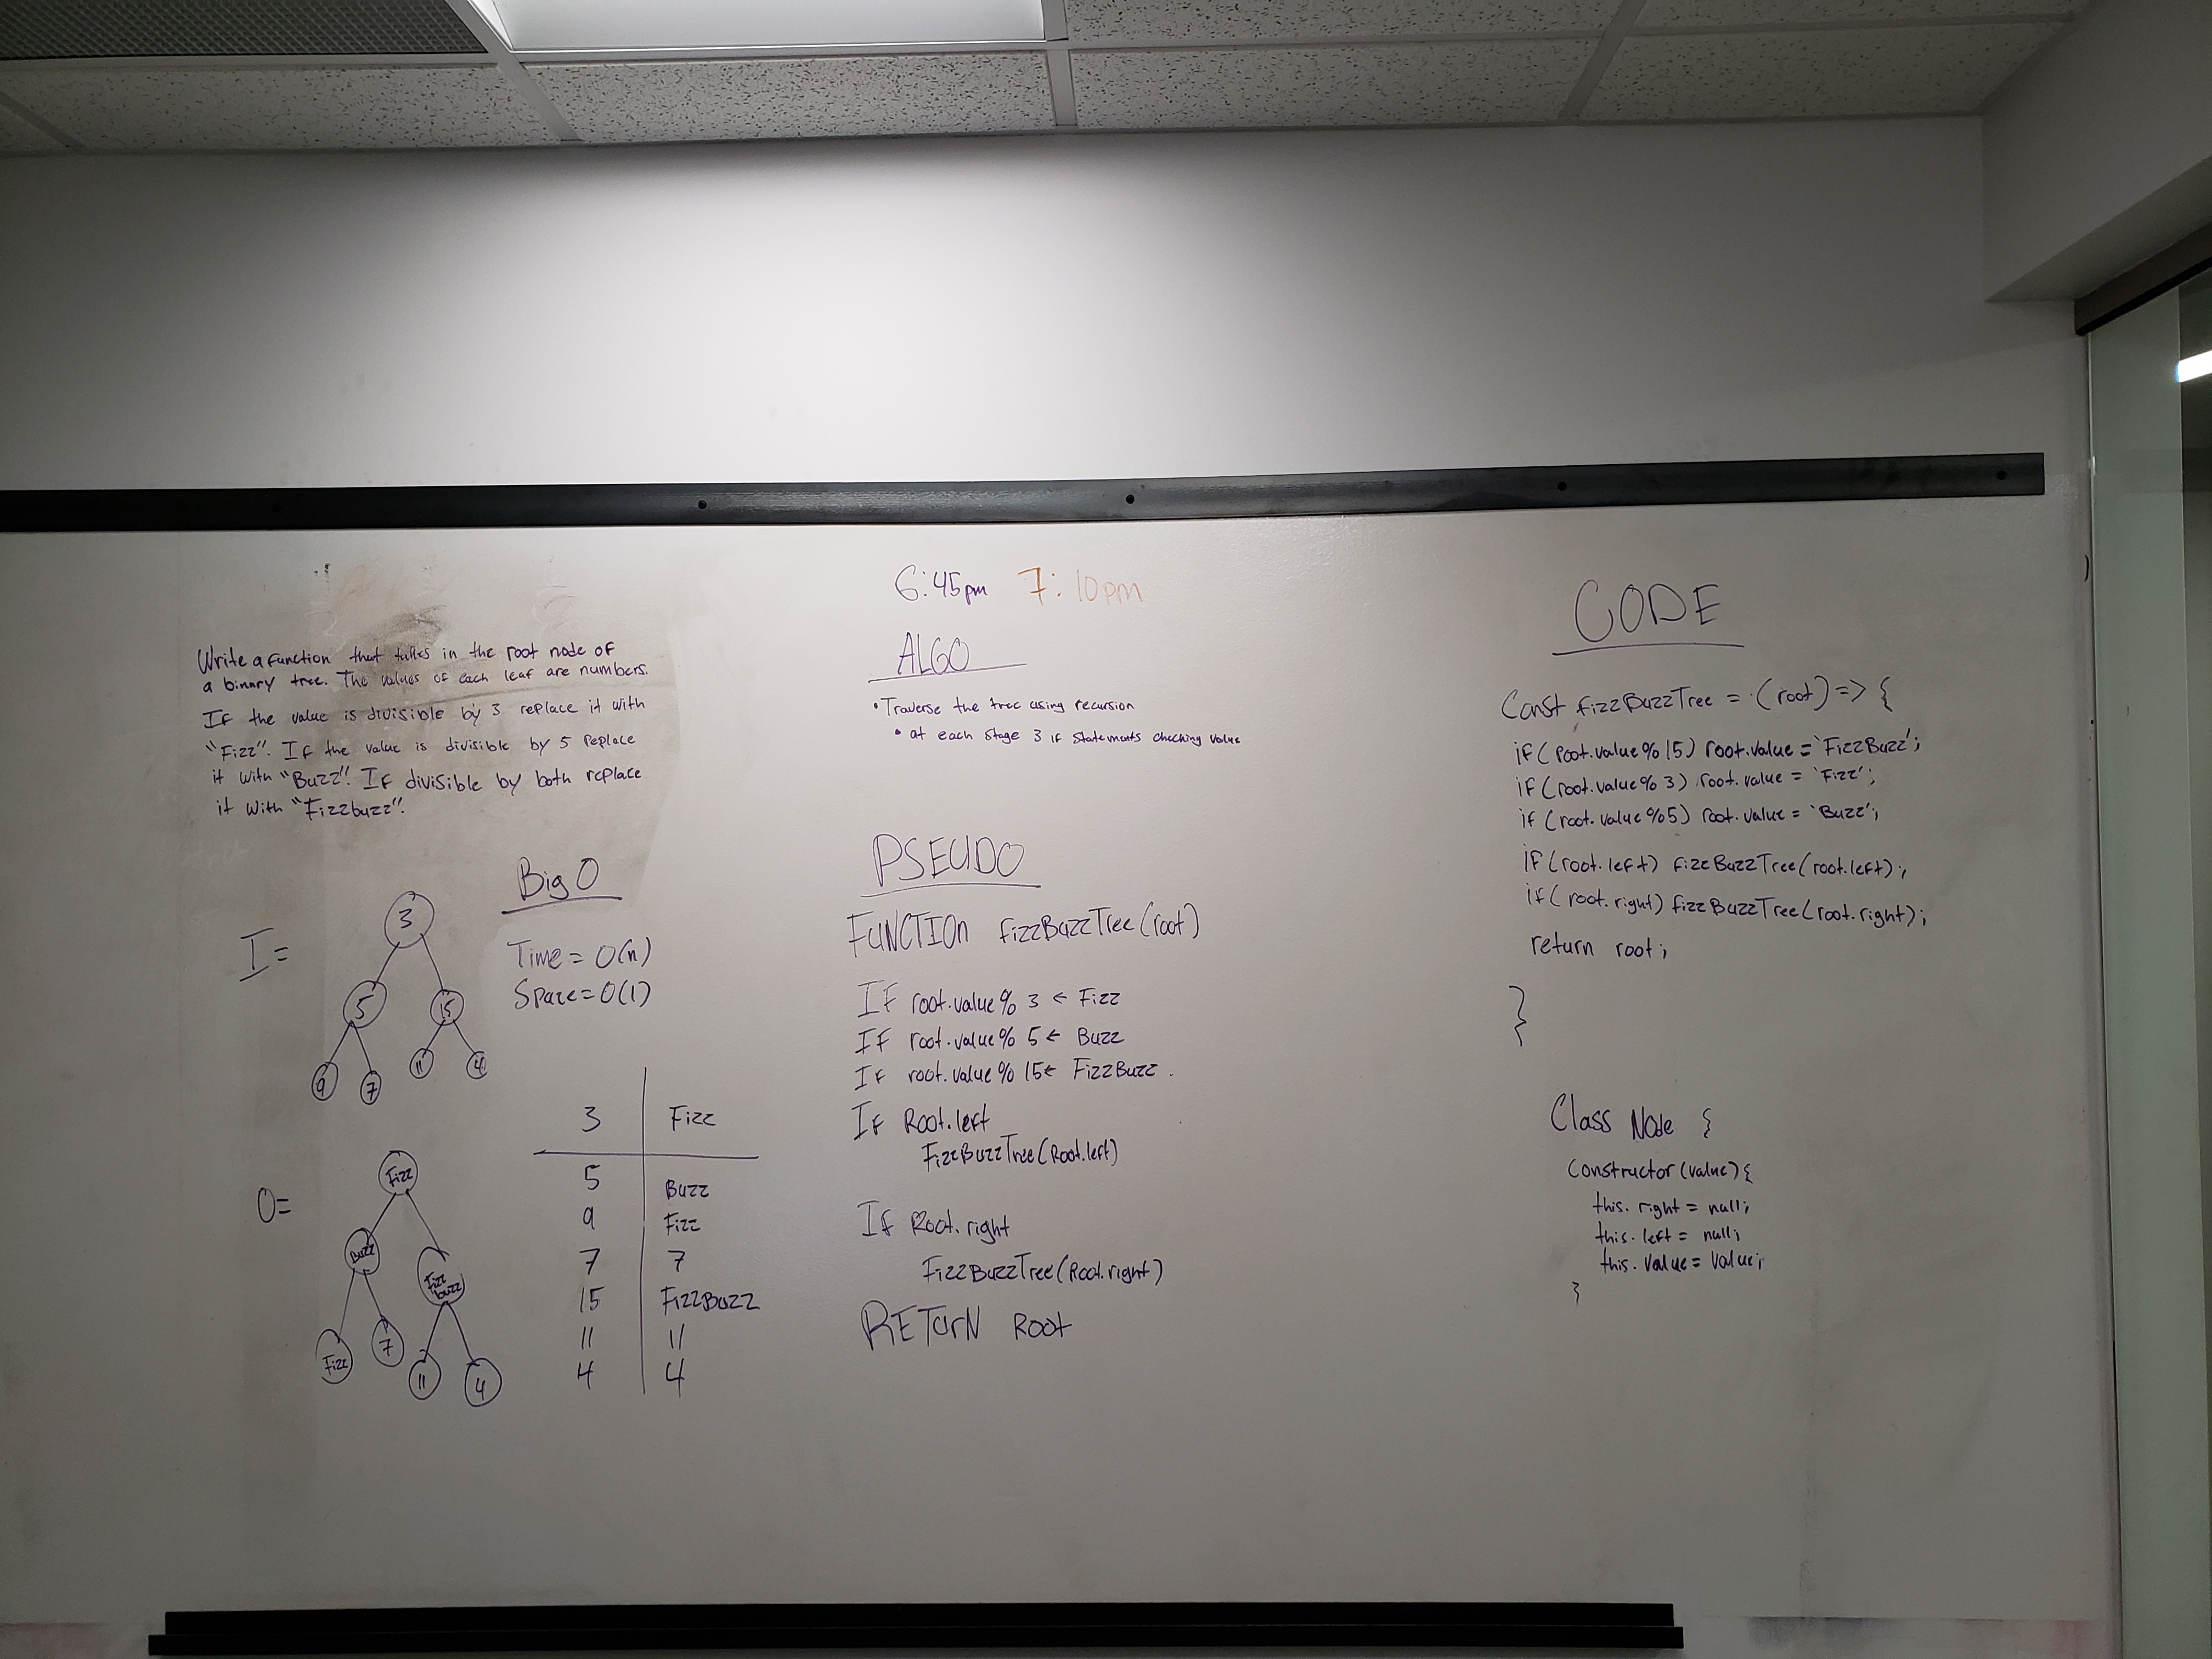 Write a function that takes in the root node of
a binary tree. The values of each leaf are numbers.
If the value is divisible by 3 replace it with
"Fizz". If the value is divisible by 5 replace
it with "Buzz". If divisible by both replace
it with "Fizzbuzz".
Big O
Time = O(n)
Space = O(1)
I =
3
5
15
9
7
11
4
O=
Fizz
Buzz
Fizz
buzz
Fizz
7
11
4
3 Fizz
5 Buzz
9 Fizz
7 7
15 FizzBuzz
11 11
4 4
6:45pm 7:10pm
ALGO
• Traverse the tree using recursion
• at each stage 3 if statements checking value
PSEUDO
FUNCTION fizzBuzzTree(root)
IF root.value % 3 ← Fizz
IF root.value % 5 ← Buzz
IF root.value % 15 ← FizzBuzz.
IF Root.left
FizzBuzzTree(Root.left)
IF Root.right
FizzBuzzTree(Root.right)
RETURN Root
CODE
Const fizzBuzzTree = (root) => {
if(root.value % 15) root.value = 'FizzBuzz';
if(root.value % 3) root.value = 'Fizz';
if(root.value % 5) root.value = 'Buzz';
if(root.left) fizzBuzzTree(root.left);
if(root.right) fizzBuzzTree(root.right);
return root;
}
Class Node {
Constructor(value){
this.right = null;
this.left = null;
this.value = value;
}